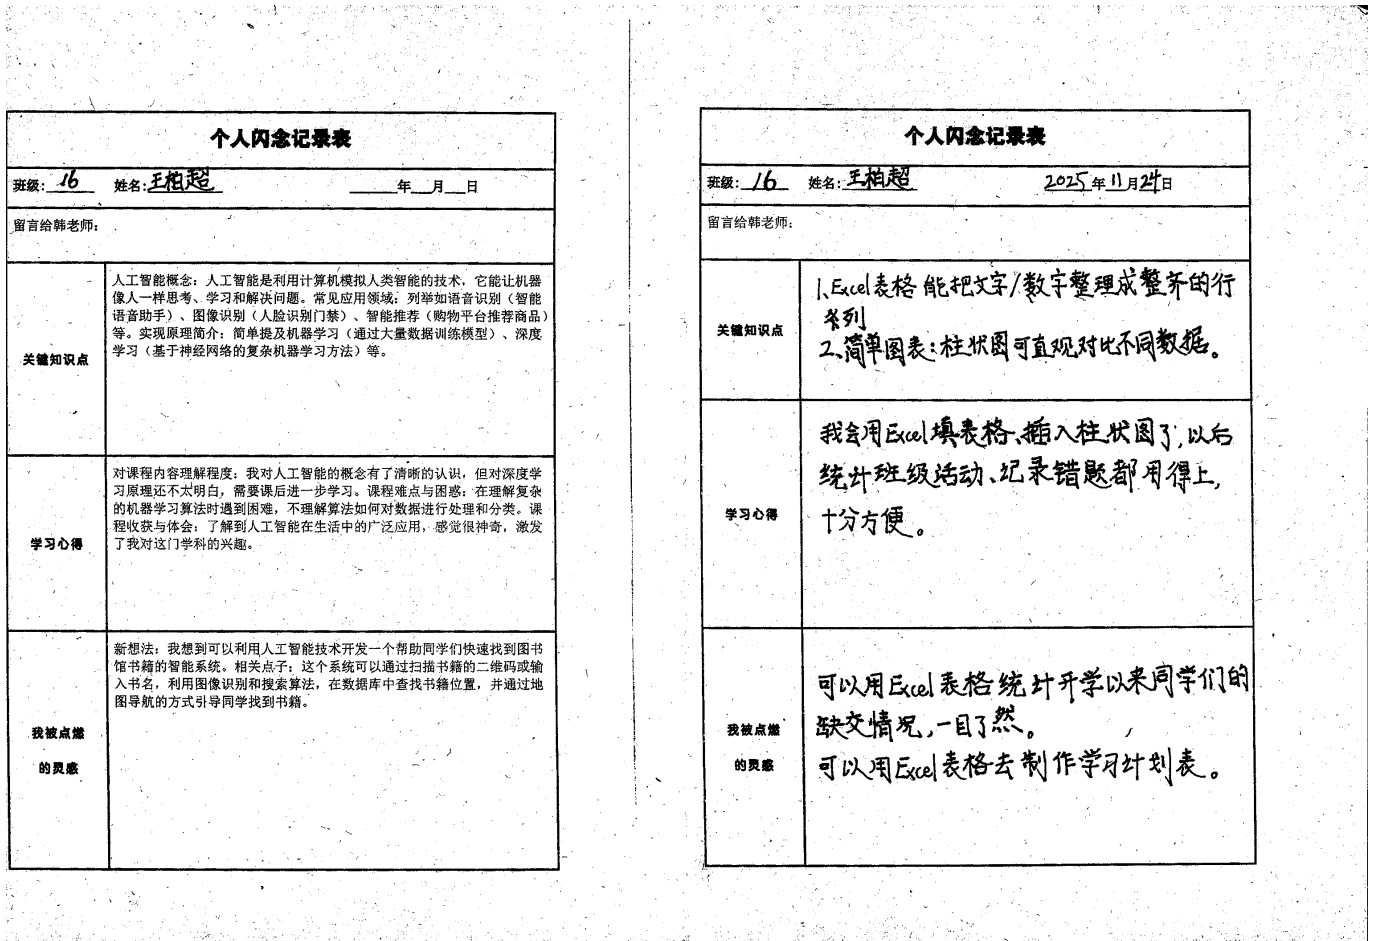 个人闪念记录表
班级: 16 姓名: 王柏超 年 月 日
留言给韩老师:
关键知识点
人工智能概念：人工智能是利用计算机模拟人类智能的技术，它能让机器
像人一样思考、学习和解决问题。常见应用领域：列举如语音识别（智能
语音助手）、图像识别（人脸识别门禁）、智能推荐（购物平台推荐商品）
等。实现原理简介：简单提及机器学习（通过大量数据训练模型）、深度
学习（基于神经网络的复杂机器学习方法）等。
学习心得
对课程内容理解程度：我对人工智能的概念有了清晰的认识，但对深度学
习原理还不太明白，需要课后进一步学习。课程难点与困惑：在理解复杂
的机器学习算法时遇到困难，不理解算法如何对数据进行处理和分类。课
程收获与体会：了解到人工智能在生活中的广泛应用，感觉很神奇，激发
了我对这门学科的兴趣。
我被点燃
的灵感
新想法：我想到可以利用人工智能技术开发一个帮助同学们快速找到图书
馆书籍的智能系统。相关点子：这个系统可以通过扫描书籍的二维码或输
入书名，利用图像识别和搜索算法，在数据库中查找书籍位置，并通过地
图导航的方式引导同学找到书籍。
个人闪念记录表
班级: 16 姓名: 王柏超 2025年11月24日
留言给韩老师:
关键知识点
1、Excel表格能把文字/数字整理成整齐的行
列
2、简单图表：柱状图可直观对比不同数据。
学习心得
我会用Excel填表格、插入柱状图了，以后
统计班级活动、记录错题都用得上，
十分方便。
我被点燃
的灵感
可以用Excel表格统计开学以来同学们的
缺交情况，一目了然。
可以用Excel表格去制作学习计划表。